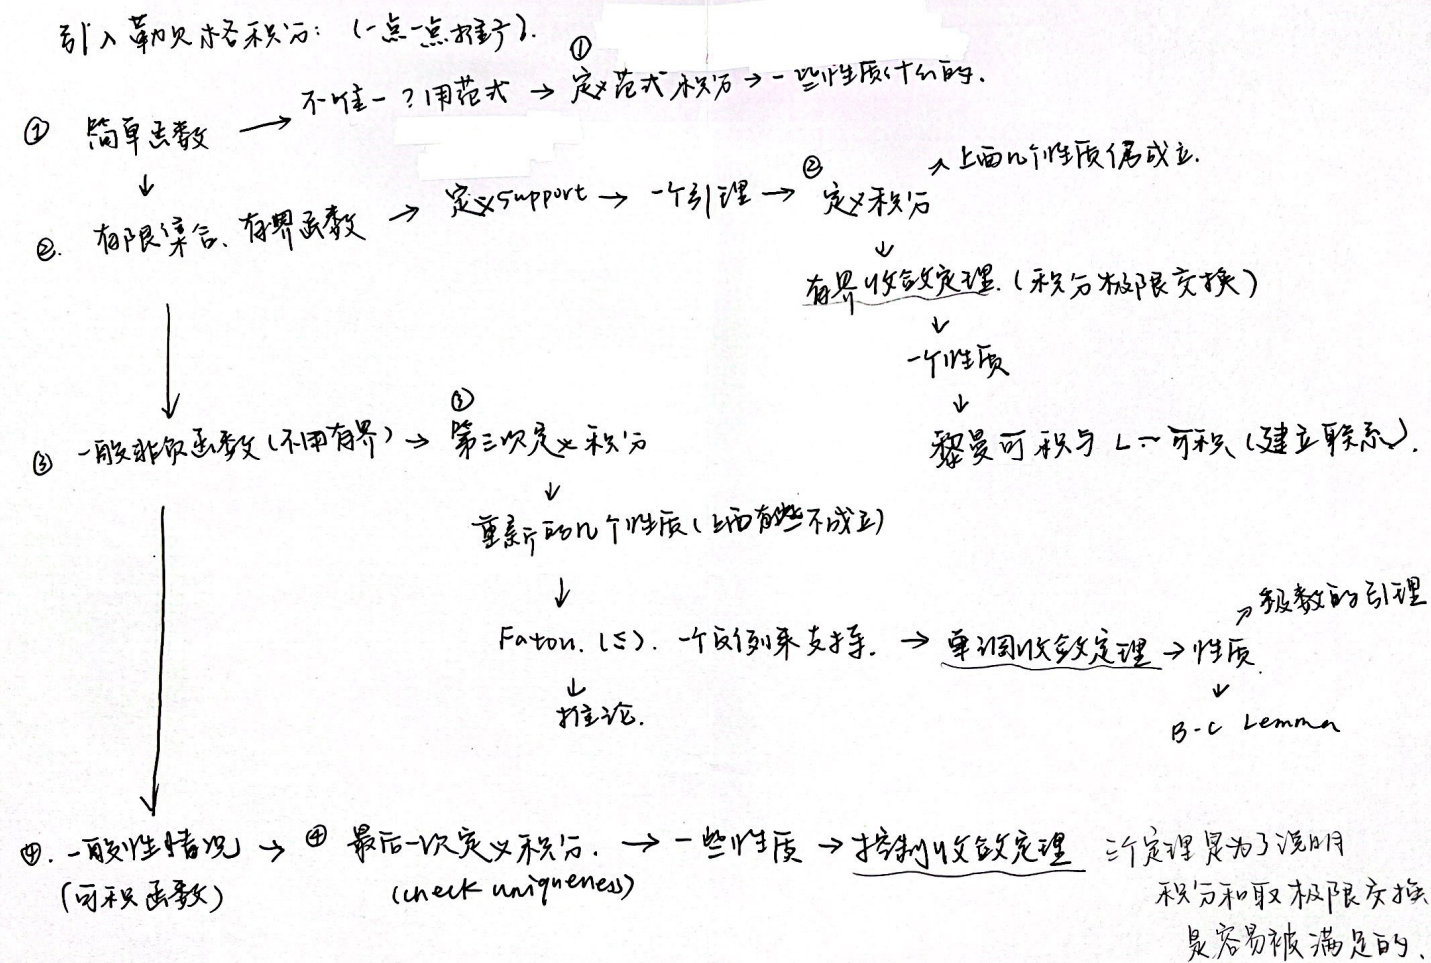 引入勒贝格积分：（一点一点推导）.
① 简单函数 → 不唯一？用范式 → ① 定义范式积分 → 一些性质什么的.
↓
②. 有限集合、有界函数 → 定义support → 一个引理 → ② 定义积分 ↗ 上面几个性质偏成立.
↓
有界收敛定理.（积分极限交换）
↓
一个性质
↓
黎曼可积与 L~可积（建立联系）.
③ 一般非负函数（不用有界）→ ③ 第三次定义积分
↓
重新的几个性质（上面有些不成立）
↓
Fatou. (≤). 一个反例来支持. → 单调收敛定理 → 性质. ↗ 级数的引理
↓
推论.
↓
B-C Lemma
④. 一般性情况 → ④ 最后一次定义积分. → 一些性质 → 控制收敛定理
（可积函数）
(check uniqueness)
三个定理是为了说明
积分和取极限交换
是容易被满足的.